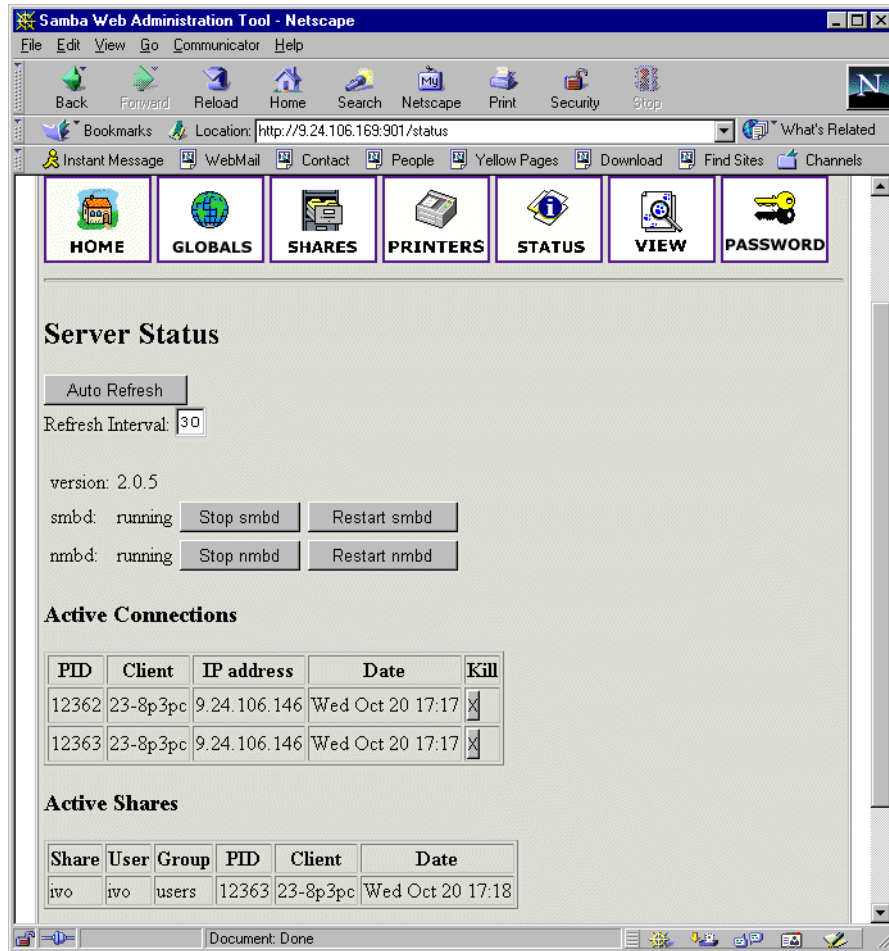 Samba Web Administration Tool - Netscape
File Edit View Go Communicator Help
Back Forward Reload Home Search Netscape Print Security Stop
My
N
Bookmarks Location: http://9.24.106.169:901/status What's Related
Instant Message WebMail Contact People Yellow Pages Download Find Sites Channels
HOME GLOBALS SHARES PRINTERS STATUS VIEW PASSWORD
Server Status
Auto Refresh
Refresh Interval: 30
version: 2.0.5
smbd: running Stop smbd Restart smbd
nmbd: running Stop nmbd Restart nmbd
Active Connections
PID Client IP address Date Kill
12362 23-8p3pc 9.24.106.146 Wed Oct 20 17:17 X
12363 23-8p3pc 9.24.106.146 Wed Oct 20 17:17 X
Active Shares
Share User Group PID Client Date
ivo ivo users 12363 23-8p3pc Wed Oct 20 17:18
Document: Done